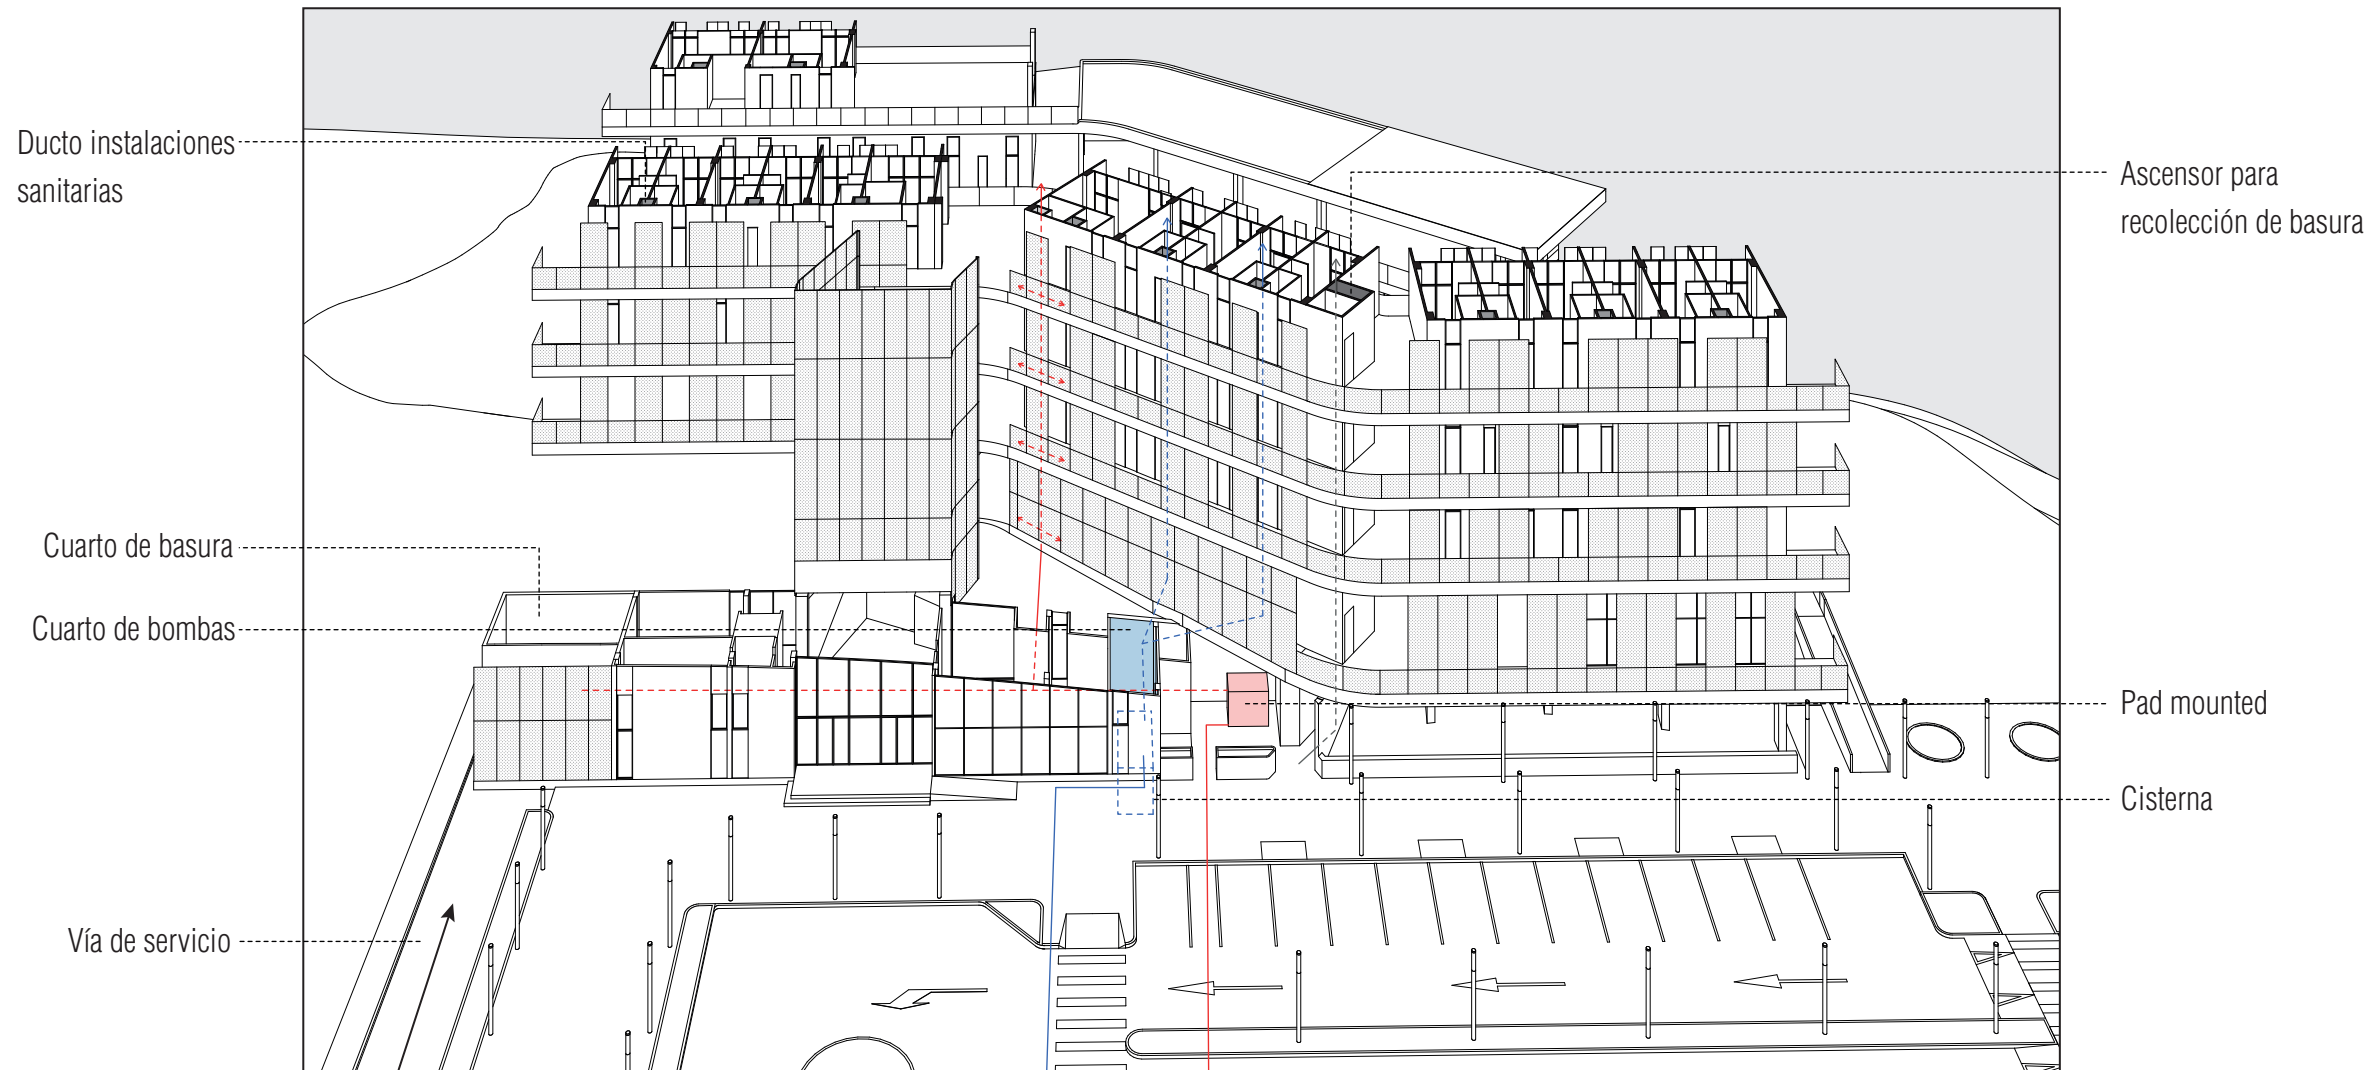 Ducto instalaciones
sanitarias
Cuarto de basura
Cuarto de bombas
Vía de servicio
Ascensor para
recolección de basura
Pad mounted
Cisterna